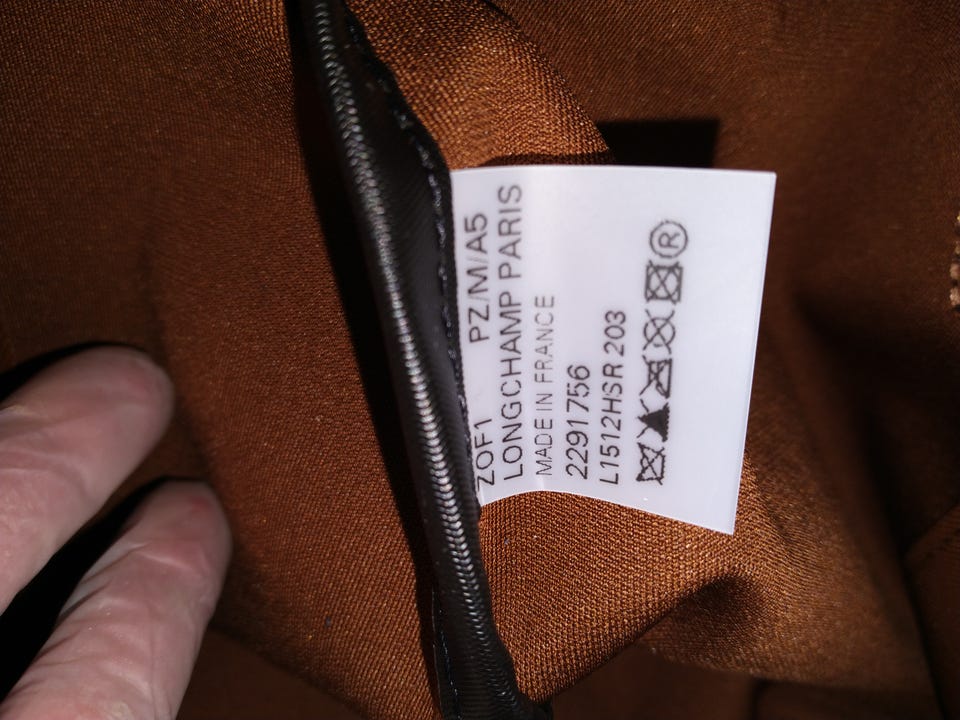 ZOF1 PZ/M/A5
LONGCHAMP PARIS
MADE IN FRANCE
2291756
L1512HSR 203
®